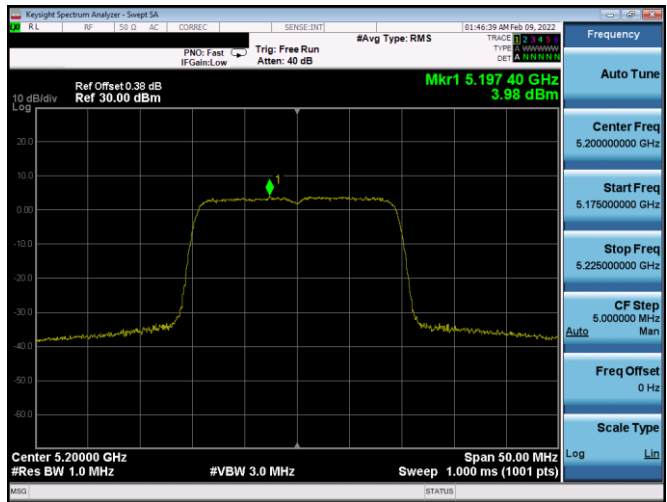 Keysight Spectrum Analyzer - Swept SA
RL RF 50 Ω AC CORREC SENSE:INT 01:46:39 AM Feb 09, 2022
#Avg Type: RMS TRACE 1 2 3 4 5 6
PNO: Fast Trig: Free Run TYPE A WWWWW
IFGain:Low Atten: 40 dB DET A N N N N N
Mkr1 5.197 40 GHz
Ref Offset 0.38 dB
10 dB/div Ref 30.00 dBm 3.98 dBm
Log
20.0
1
0.00
-10.0
-20.0
-30.0
-40.0
-50.0
-60.0
Center 5.20000 GHz Span 50.00 MHz
#Res BW 1.0 MHz #VBW 3.0 MHz Sweep 1.000 ms (1001 pts)
MSG STATUS
Frequency
Auto Tune
Center Freq
5.200000000 GHz
Start Freq
5.175000000 GHz
Stop Freq
5.225000000 GHz
CF Step
5.000000 MHz
Auto Man
Freq Offset
0 Hz
Scale Type
Log Lin